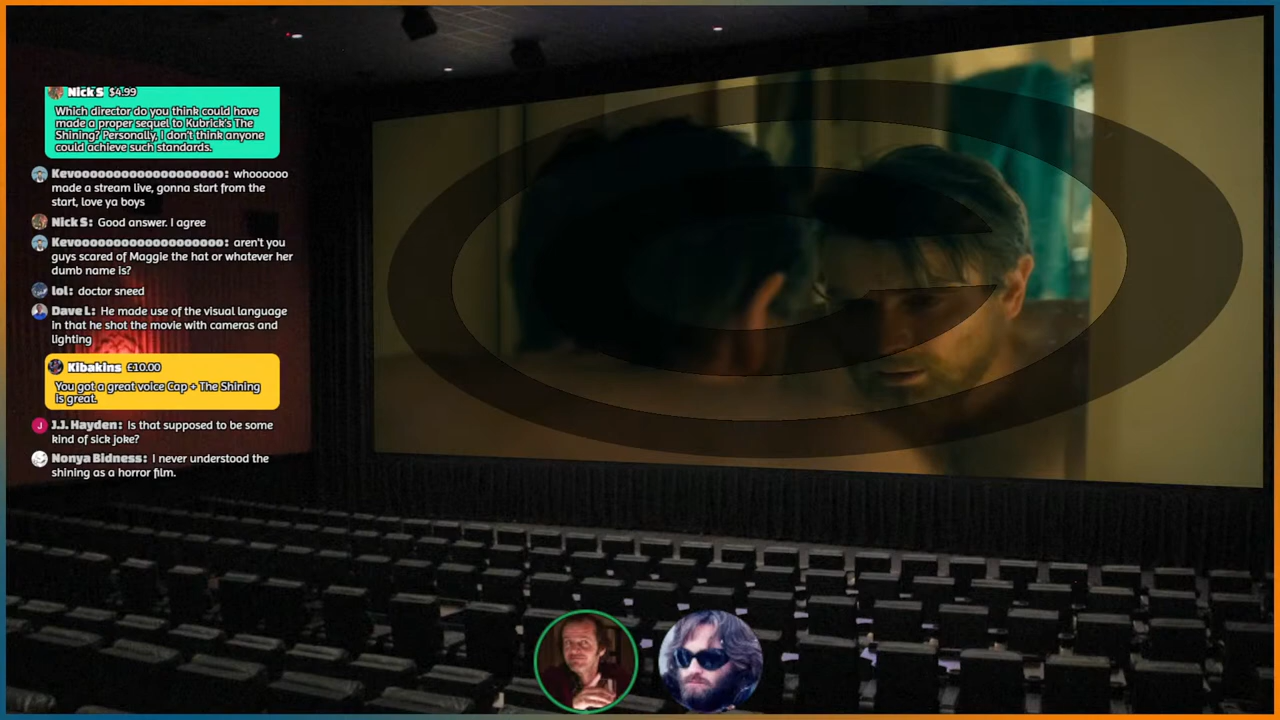 Nick S $4.99
Which director do you think could have
made a proper sequel to Kubrick's The
Shining? Personally, I don't think anyone
could achieve such standards.
Kevooooooooooooooooooo: whoooooo
made a stream live, gonna start from the
start, love ya boys
Nick S: Good answer. I agree
Kevooooooooooooooooooo: aren't you
guys scared of Maggie the hat or whatever her
dumb name is?
lol: doctor sneed
Dave L: He made use of the visual language
in that he shot the movie with cameras and
lighting
Kibakins £10.00
You got a great voice Cap + The Shining
is great.
J
J.J. Hayden: Is that supposed to be some
kind of sick joke?
Nonya Bidness: I never understood the
shining as a horror film.